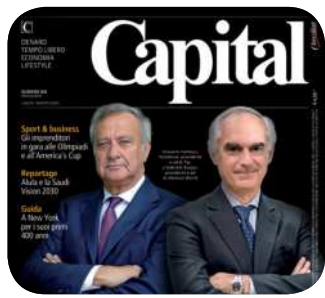 C
DENARO
TEMPO LIBERO
ECONOMIA
LIFESTYLE
Capital
Sport & business
Gli imprenditori
in gara alle Olimpiadi
e all'America's Cup
Reportage
Alula e la Saudi
Vision 2030
Guida
A New York
per i suoi primi
400 anni